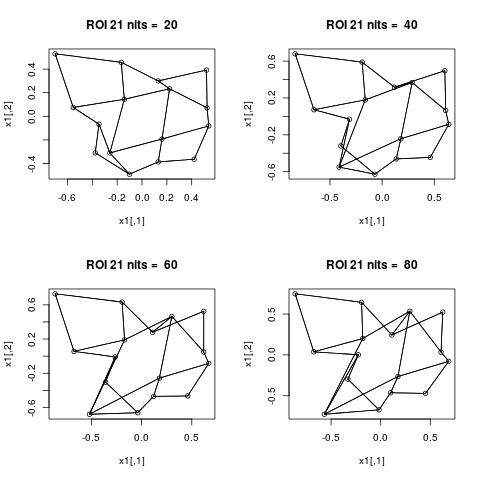 ROI 21 nits = 20
ROI 21 nits = 40
x1[,2]
-0.4 0.0 0.2 0.4
-0.6 -0.2 0.0 0.2 0.4
x1[,1]
x1[,2]
-0.6 -0.2 0.2 0.6
-0.5 0.0 0.5
x1[,1]
ROI 21 nits = 60
ROI 21 nits = 80
x1[,2]
-0.6 -0.2 0.2 0.6
-0.5 0.0 0.5
x1[,1]
x1[,2]
-0.5 0.0 0.5
-0.5 0.0 0.5
x1[,1]